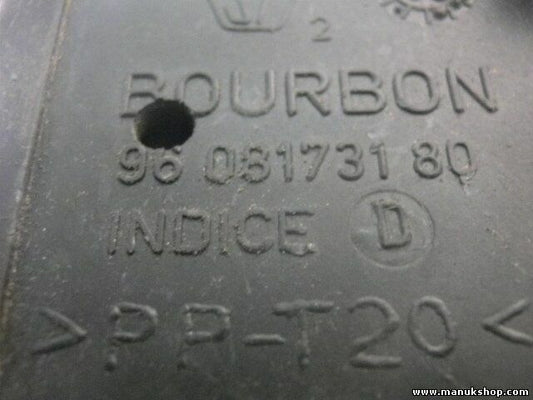 2
BOURBON
96 081731 80
INDICE D
>PP-T20<
www.manukshop.com